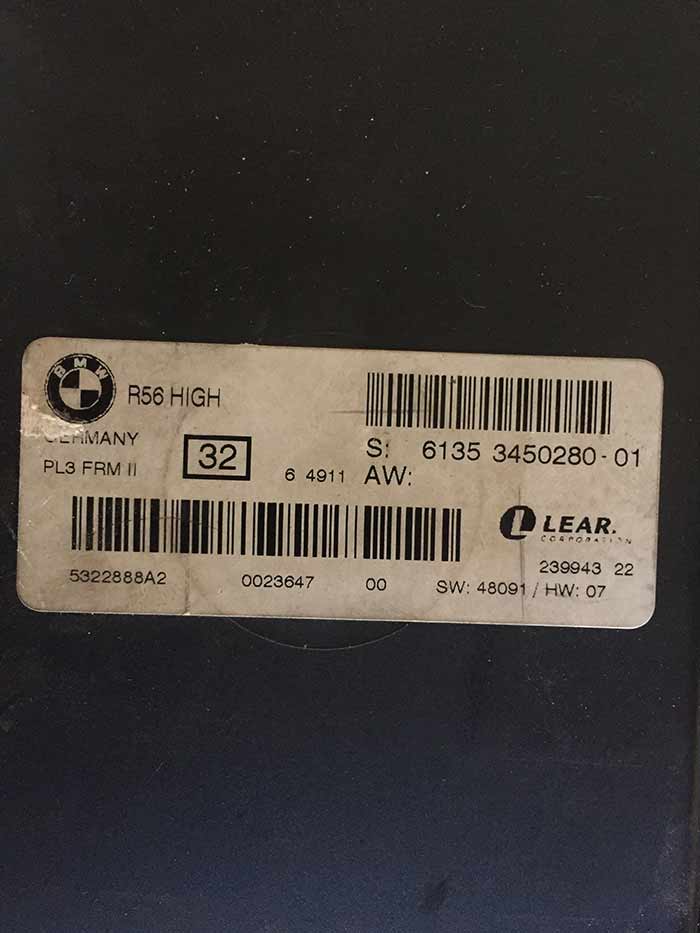 BMW
R56 HIGH
GERMANY
PL3 FRM II
32
6 4911
S: 6135 3450280-01
AW:
LEAR.
CORPORATION
239943 22
5322888A2 0023647 00 SW: 48091 / HW: 07